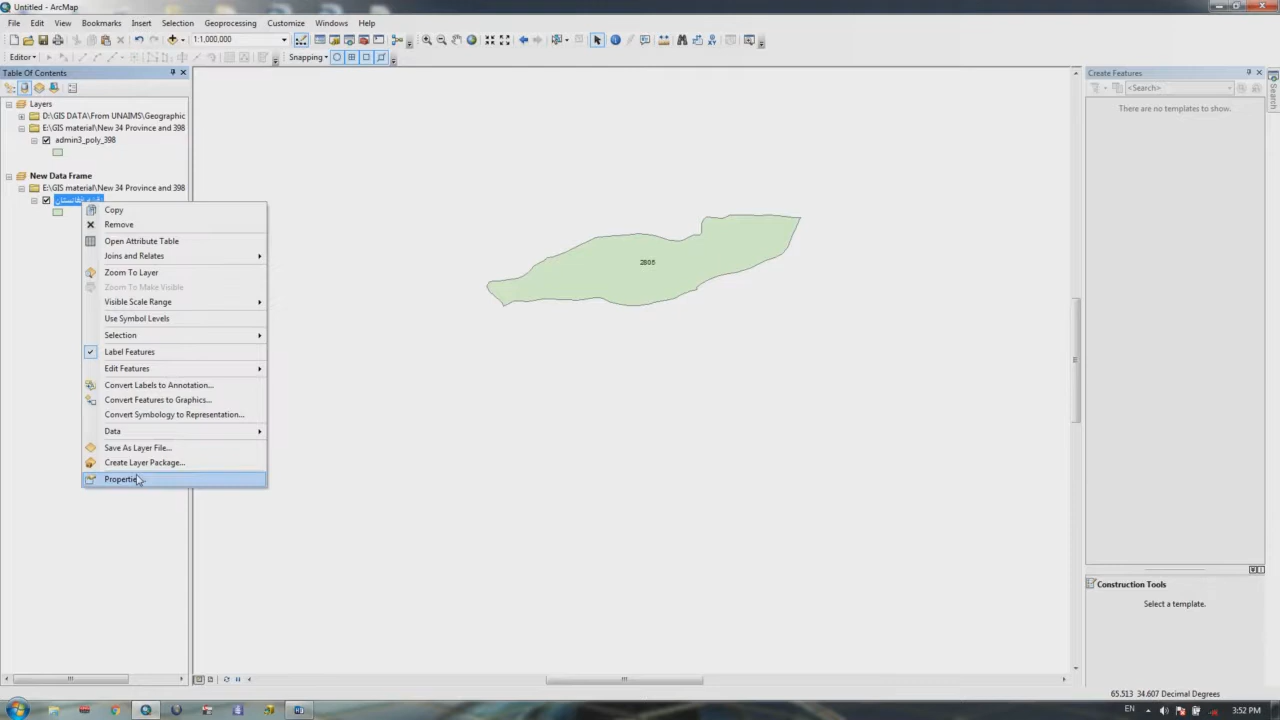 Untitled - ArcMap
File Edit View Bookmarks Insert Selection Geoprocessing Customize Windows Help
1:1,000,000
Editor Snapping
Table Of Contents
Layers
D:\GIS DATA\From UNAIMS\Geographic
E:\GIS material\New 34 Province and 398
admin3_poly_398
New Data Frame
E:\GIS material\New 34 Province and 398
Copy
Remove
Open Attribute Table
Joins and Relates
Zoom To Layer
Zoom To Make Visible
Visible Scale Range
Use Symbol Levels
Selection
Label Features
Edit Features
Convert Labels to Annotation...
Convert Features to Graphics...
Convert Symbology to Representation...
Data
Save As Layer File...
Create Layer Package...
Properties...
2805
Create Features
<Search>
There are no templates to show.
Search
Construction Tools
Select a template.
65.513 34.607 Decimal Degrees
EN 3:52 PM